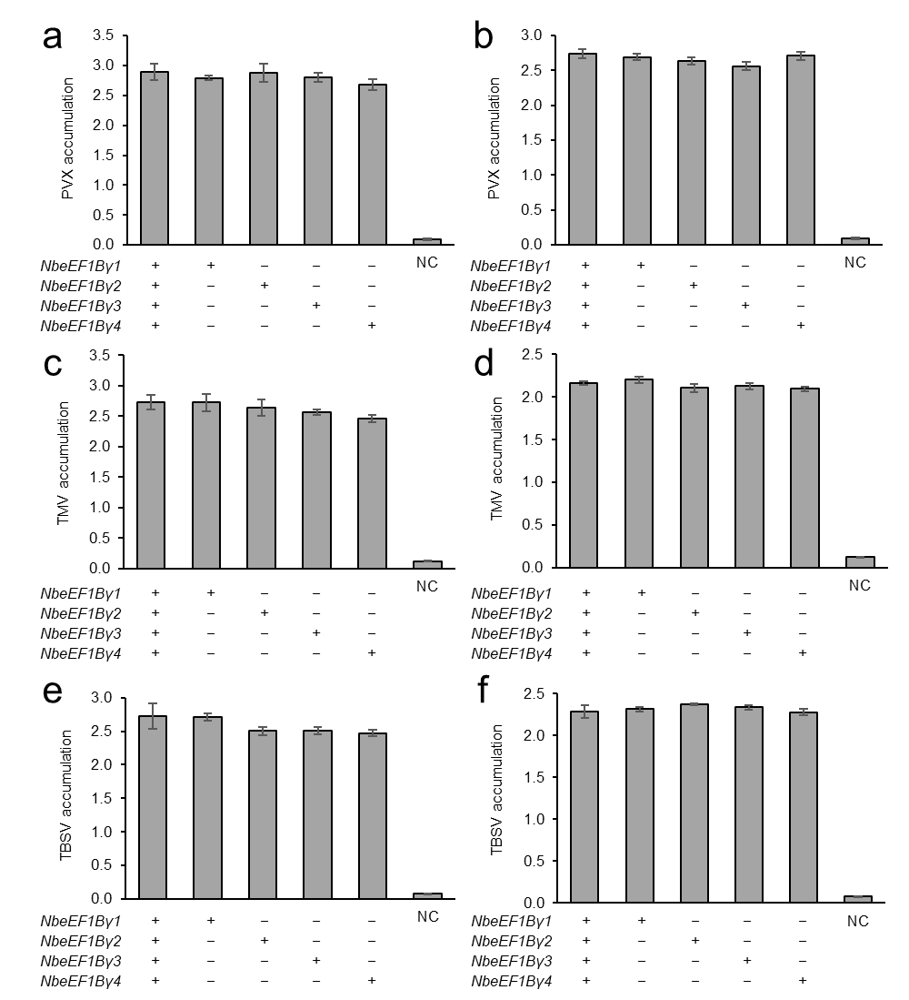 a
PVX accumulation
3.5
3.0
2.5
2.0
1.5
1.0
0.5
0.0
NC
NbeEF1Bγ1 + + – – –
NbeEF1Bγ2 + – + – –
NbeEF1Bγ3 + – – + –
NbeEF1Bγ4 + – – – +
b
PVX accumulation
3.0
2.5
2.0
1.5
1.0
0.5
0.0
NC
NbeEF1Bγ1 + + – – –
NbeEF1Bγ2 + – + – –
NbeEF1Bγ3 + – – + –
NbeEF1Bγ4 + – – – +
c
TMV accumulation
3.5
3.0
2.5
2.0
1.5
1.0
0.5
0.0
NC
NbeEF1Bγ1 + + – – –
NbeEF1Bγ2 + – + – –
NbeEF1Bγ3 + – – + –
NbeEF1Bγ4 + – – – +
d
TMV accumulation
2.5
2.0
1.5
1.0
0.5
0.0
NC
NbeEF1Bγ1 + + – – –
NbeEF1Bγ2 + – + – –
NbeEF1Bγ3 + – – + –
NbeEF1Bγ4 + – – – +
e
TBSV accumulation
3.0
2.5
2.0
1.5
1.0
0.5
0.0
NC
NbeEF1Bγ1 + + – – –
NbeEF1Bγ2 + – + – –
NbeEF1Bγ3 + – – + –
NbeEF1Bγ4 + – – – +
f
TBSV accumulation
2.5
2.0
1.5
1.0
0.5
0.0
NC
NbeEF1Bγ1 + + – – –
NbeEF1Bγ2 + – + – –
NbeEF1Bγ3 + – – + –
NbeEF1Bγ4 + – – – +